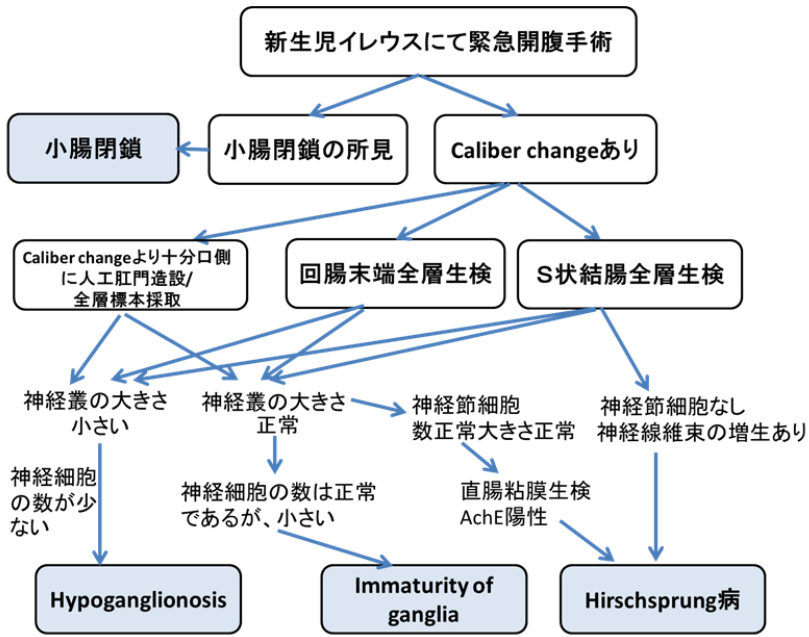 新生児イレウスにて緊急開腹手術
小腸閉鎖
小腸閉鎖の所見
Caliber changeあり
Caliber changeより十分口側
に人工肛門造設/
全層標本採取
回腸末端全層生検
S状結腸全層生検
神経叢の大きさ
小さい
神経叢の大きさ
正常
神経節細胞
数正常大きさ正常
神経節細胞なし
神経線維束の増生あり
神経細胞
の数が少
ない
神経細胞の数は正常
であるが、小さい
直腸粘膜生検
AchE陽性
Hypoganglionosis
Immaturity of
ganglia
Hirschsprung病